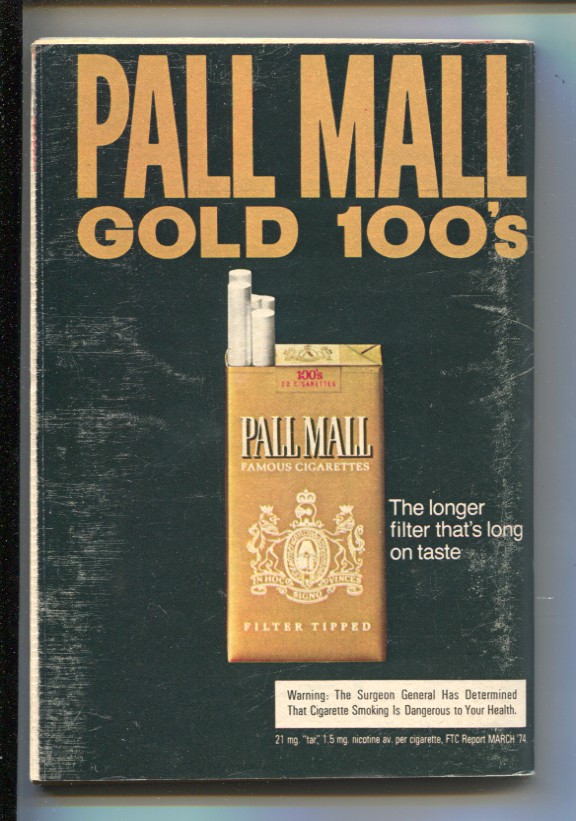 PALL MALL
GOLD 100's
100's
20 CIGARETTES
PALL MALL
FAMOUS CIGARETTES
The longer
filter that's long
on taste
IN HOC SIGNO VINCES
FILTER TIPPED
Warning: The Surgeon General Has Determined
That Cigarette Smoking Is Dangerous to Your Health.
21 mg. "tar," 1.5 mg. nicotine av. per cigarette, FTC Report MARCH '74